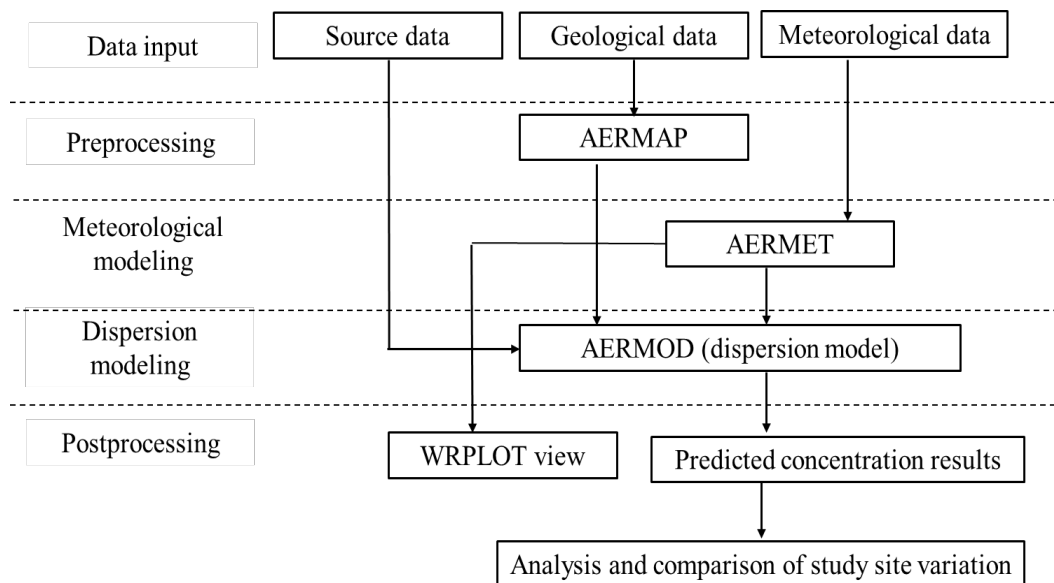 Data input
Source data
Geological data
Meteorological data
Preprocessing
AERMAP
Meteorological
modeling
AERMET
Dispersion
modeling
AERMOD (dispersion model)
Postprocessing
WRPLOT view
Predicted concentration results
Analysis and comparison of study site variation